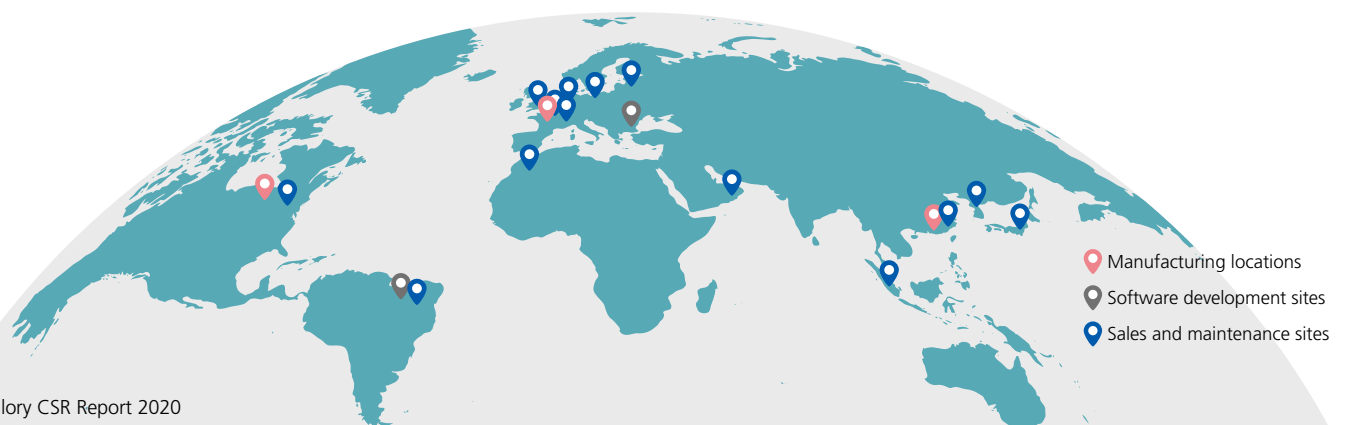 Manufacturing locations
Software development sites
Sales and maintenance sites
lory CSR Report 2020